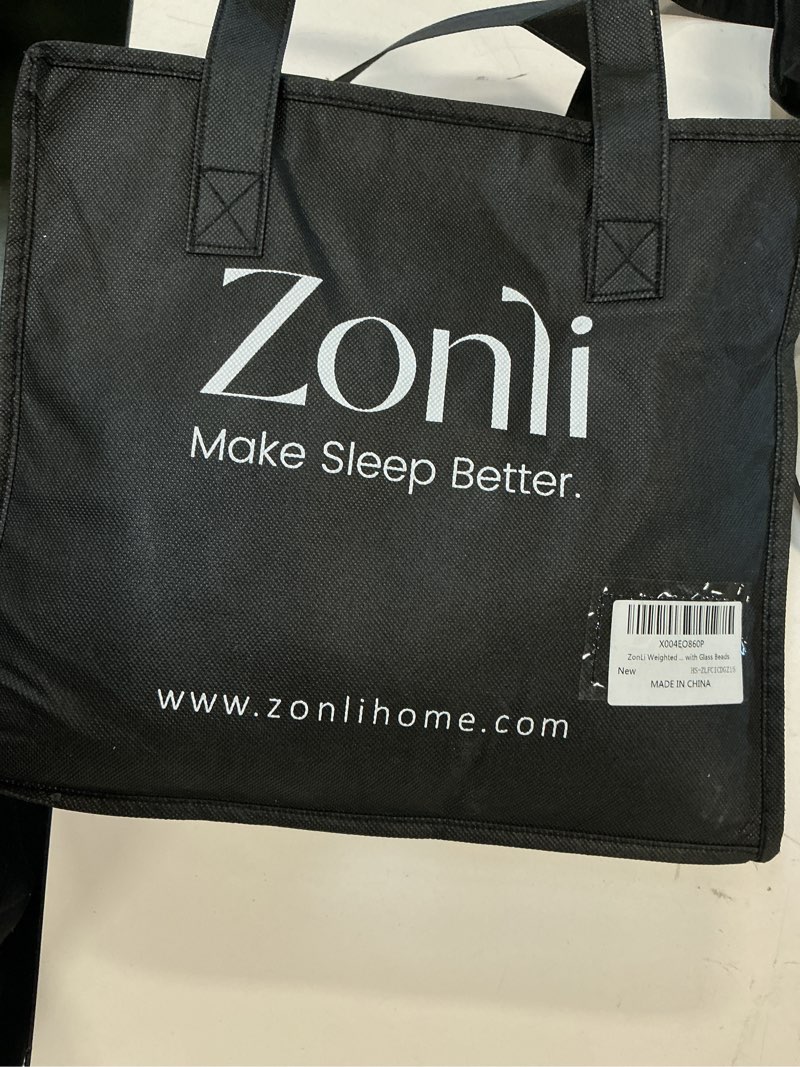 Zonli
Make Sleep Better.
www.zonlihome.com
X004EO860P
ZonLi Weighted ... with Glass Beads
New
MADE IN CHINA